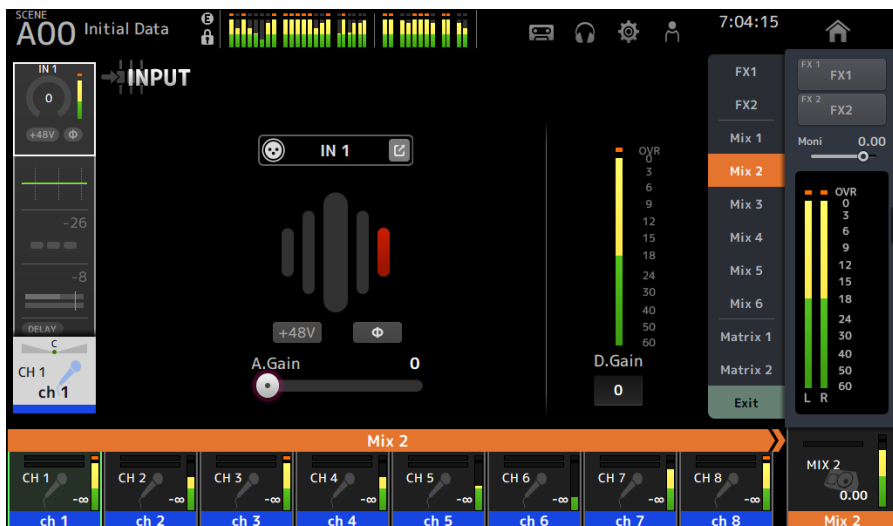 SCENE
A00 Initial Data
E
7:04:15
IN 1
0
+48V Φ
-26
-8
DELAY
C
CH 1
ch 1
INPUT
IN 1
+48V Φ
A.Gain 0
OVR
0
3
6
9
12
15
18
24
30
40
50
60
D.Gain
0
FX1
FX2
Mix 1
Mix 2
Mix 3
Mix 4
Mix 5
Mix 6
Matrix 1
Matrix 2
Exit
FX 1
FX1
FX 2
FX2
Moni 0.00
OVR
0
3
6
9
12
15
18
24
30
40
50
60
L R
Mix 2
CH 1 CH 2 CH 3 CH 4 CH 5 CH 6 CH 7 CH 8
-∞ -∞ -∞ -∞ -∞ -∞ -∞ -∞
ch 1 ch 2 ch 3 ch 4 ch 5 ch 6 ch 7 ch 8
MIX 2
0.00
Mix 2